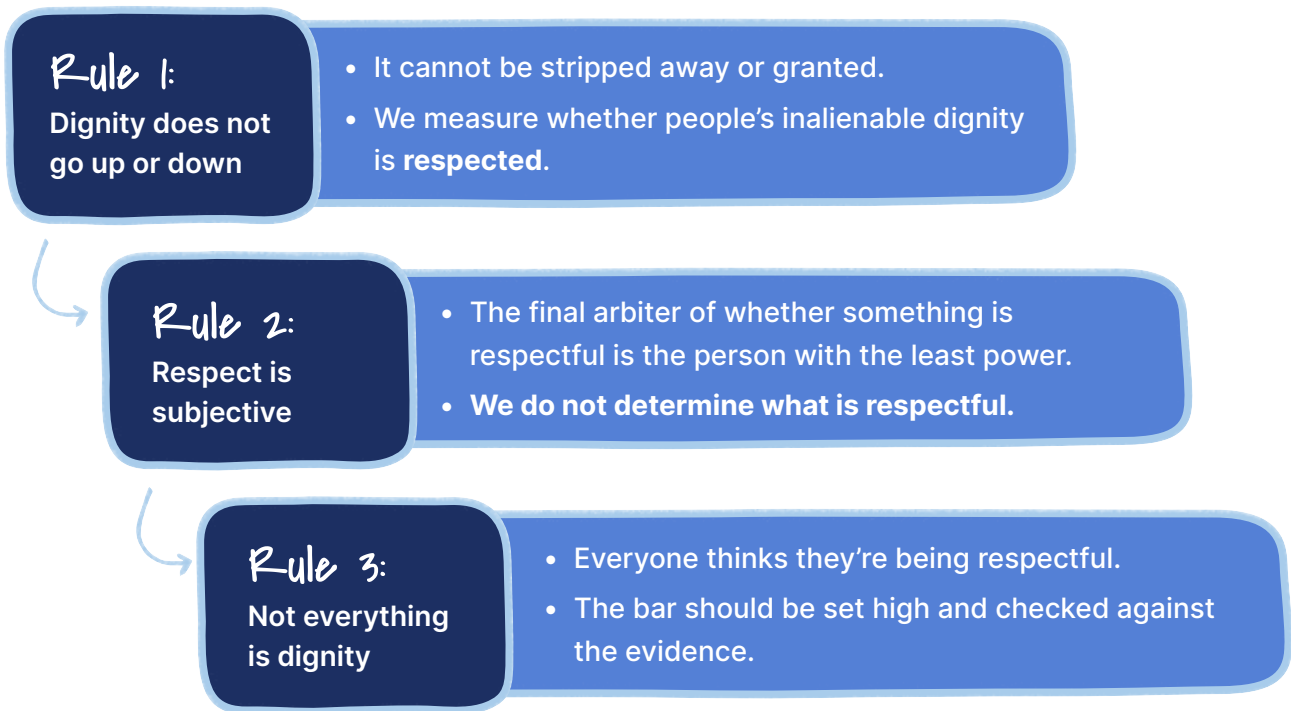 Rule 1:
Dignity does not
go up or down
• It cannot be stripped away or granted.
• We measure whether people’s inalienable dignity
is respected.
Rule 2:
Respect is
subjective
• The final arbiter of whether something is
respectful is the person with the least power.
• We do not determine what is respectful.
Rule 3:
Not everything
is dignity
• Everyone thinks they’re being respectful.
• The bar should be set high and checked against
the evidence.